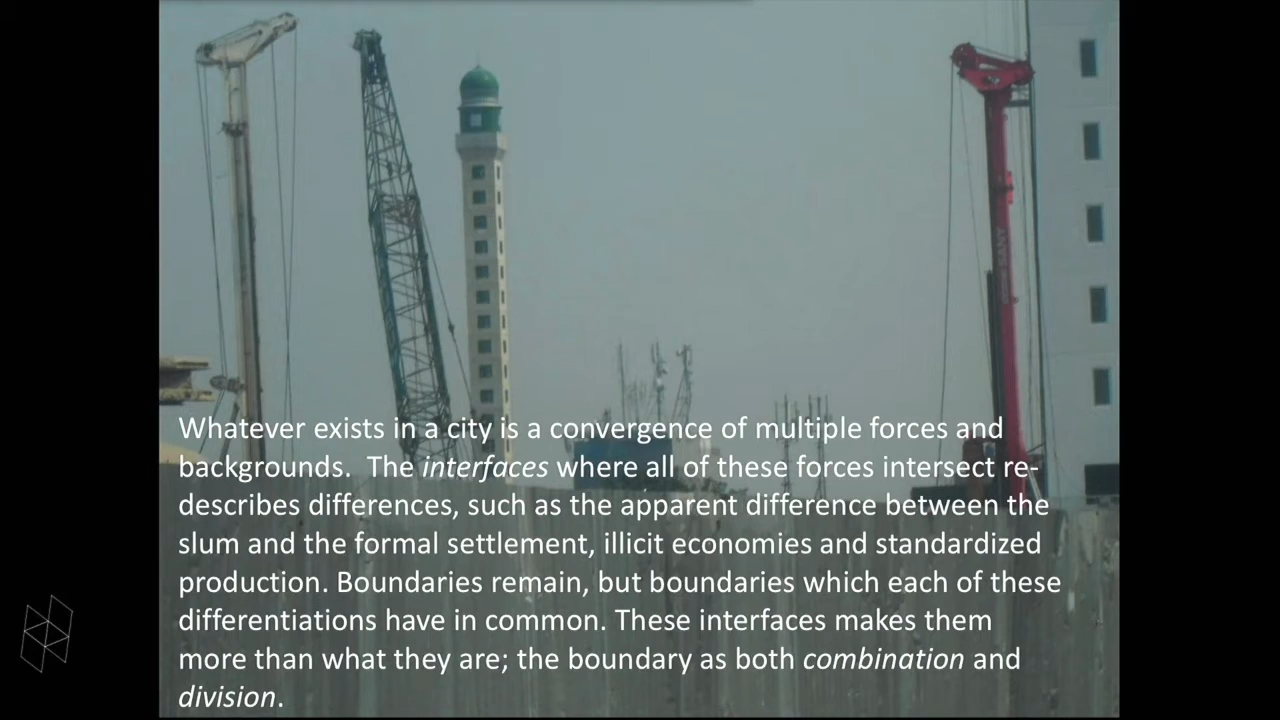 Whatever exists in a city is a convergence of multiple forces and
backgrounds.  The interfaces where all of these forces intersect re-
describes differences, such as the apparent difference between the
slum and the formal settlement, illicit economies and standardized
production. Boundaries remain, but boundaries which each of these
differentiations have in common. These interfaces makes them
more than what they are; the boundary as both combination and
division.
SANY